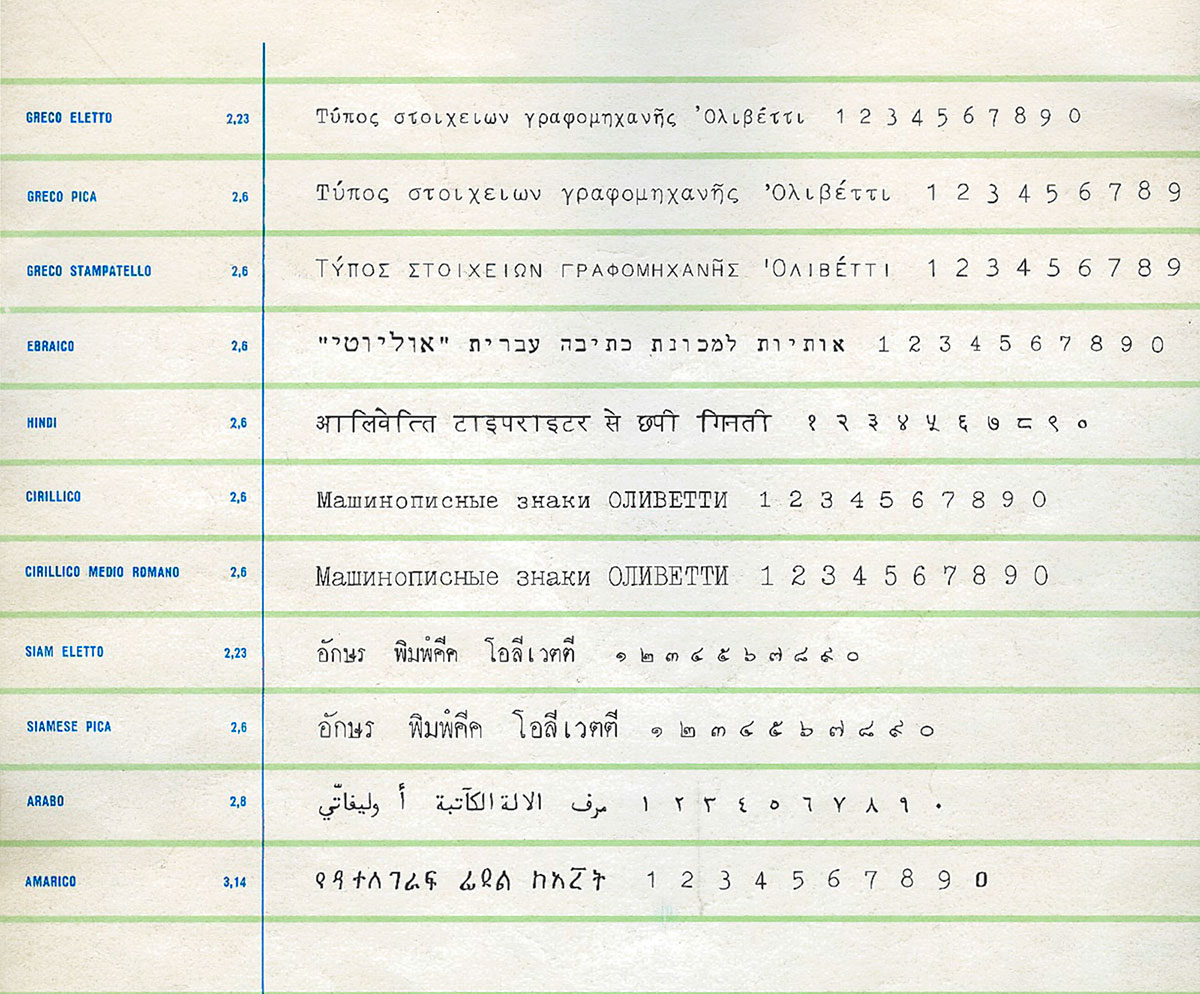 GRECO ELETTO 2,23 Τύπος στοιχειων γραφομηχανῆς Ὀλιβέττι 1 2 3 4 5 6 7 8 9 0
GRECO PICA 2,6 Τύπος στοιχειων γραφομηχανῆς Ὀλιβέττι 1 2 3 4 5 6 7 8 9
GRECO STAMPATELLO 2,6 ΤΎΠΟΣ ΣΤΟΙΧΕΙΩΝ ΓΡΑΦΟΜΗΧΑΝΗ͂Σ ὈΛΙΒΈΤΤΙ 1 2 3 4 5 6 7 8 9
EBRAICO 2,6 אותיות למכונת כתיבה עברית "אוליוטי" 1 2 3 4 5 6 7 8 9 0
HINDI 2,6 आलिवेत्ति टाइपराइटर से छपी गिनती १ २ ३ ४ ५ ६ ७ ८ ९ ०
CIRILLICO 2,6 Машинописные знаки ОЛИВЕТТИ 1 2 3 4 5 6 7 8 9 0
CIRILLICO MEDIO ROMANO 2,6 Машинописные знаки ОЛИВЕТТИ 1 2 3 4 5 6 7 8 9 0
SIAM ELETTO 2,23 อักษร พิมพ์ดีด โอลีเวตตี ๑ ๒ ๓ ๔ ๕ ๖ ๗ ๘ ๙ ๐
SIAMESE PICA 2,6 อักษร พิมพ์ดีด โอลีเวตตี ๑ ๒ ๓ ๔ ๕ ๖ ๗ ๘ ๙ ๐
ARABO 2,8 الالة الكآتبة أ وليفاتّي ١ ٢ ٣ ٤ ٥ ٦ ٧ ٨ ٩ ٠
AMARICO 3,14 ፊደል 1 2 3 4 5 6 7 8 9 0